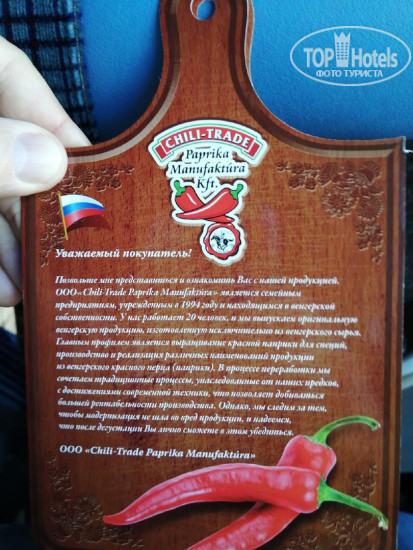 TOPHotels
ФОТО ТУРИСТА
CHILI-TRADE
Paprika
Manufaktúra
Kft.
Уважаемый покупатель!
Позвольте мне представиться и ознакомить Вас с нашей продукцией.
ООО «Chili-Trade Paprika Manufaktúra» является семейным
предприятием, учрежденным в 1994 году и находящимся в венгерской
собственности. У нас работает 20 человек, и мы выпускаем оригинальную
венгерскую продукцию, изготовленную исключительно из венгерского сырья.
Главным профилем является выращивание красной паприки для специй,
производство и реализация различных наименований продукции
из венгерского красного перца (паприки). В процессе переработки мы
сочетаем традиционные процессы, унаследованные от наших предков,
с достижениями современной техники, что позволяет добиваться
большей рентабельности производства. Однако, мы следим за тем,
чтобы модернизация не шла во вред продукции, и надеемся,
что после дегустации Вы лично сможете в этом убедиться.
ООО «Chili-Trade Paprika Manufaktúra»